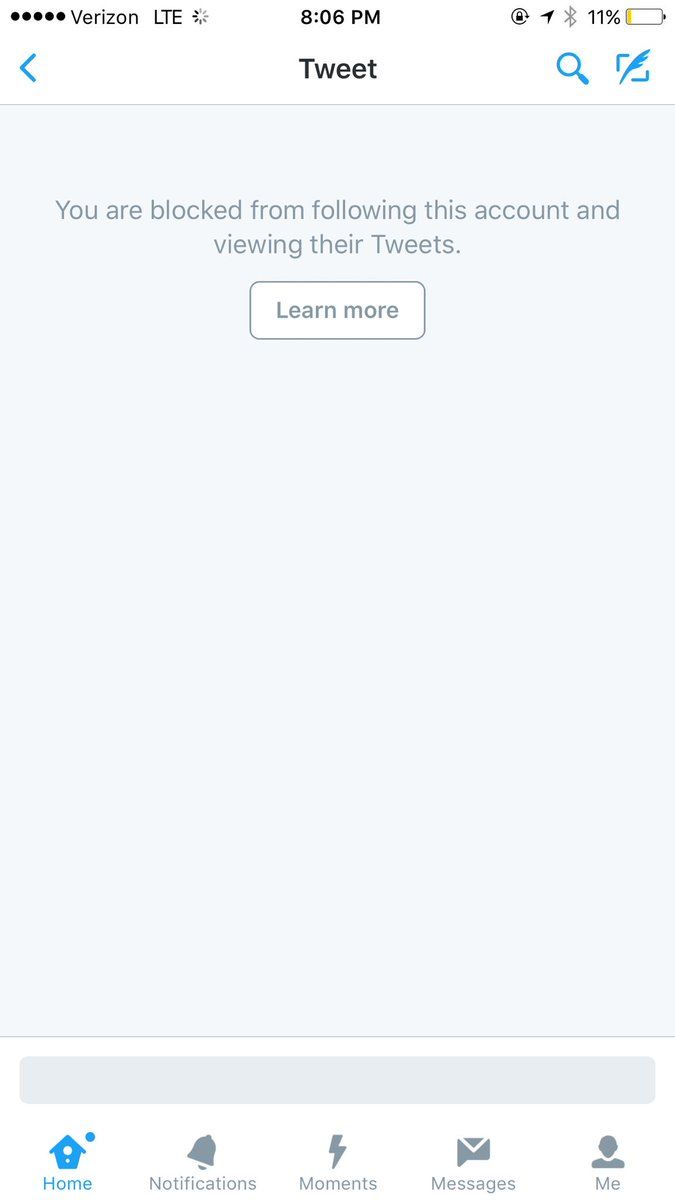 Verizon LTE 8:06 PM 11%
Tweet
You are blocked from following this account and
viewing their Tweets.
Learn more
Home Notifications Moments Messages Me